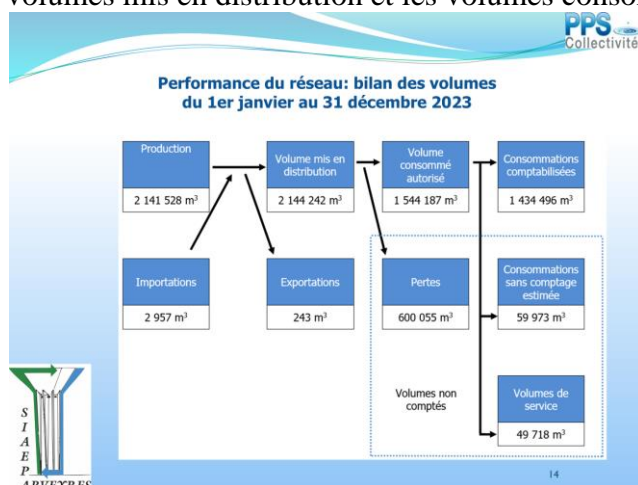 volumes mis en distribution et les volumes conso
PPS
Collectivité
Performance du réseau: bilan des volumes
du 1er janvier au 31 décembre 2023
Production
2 141 528 m³
Volume mis en
distribution
2 144 242 m³
Volume
consommé
autorisé
1 544 187 m³
Consommations
comptabilisées
1 434 496 m³
Importations
2 957 m³
Exportations
243 m³
Pertes
600 055 m³
Consommations
sans comptage
estimée
59 973 m³
Volumes non
comptés
Volumes de
service
49 718 m³
S
I
A
E
P
14